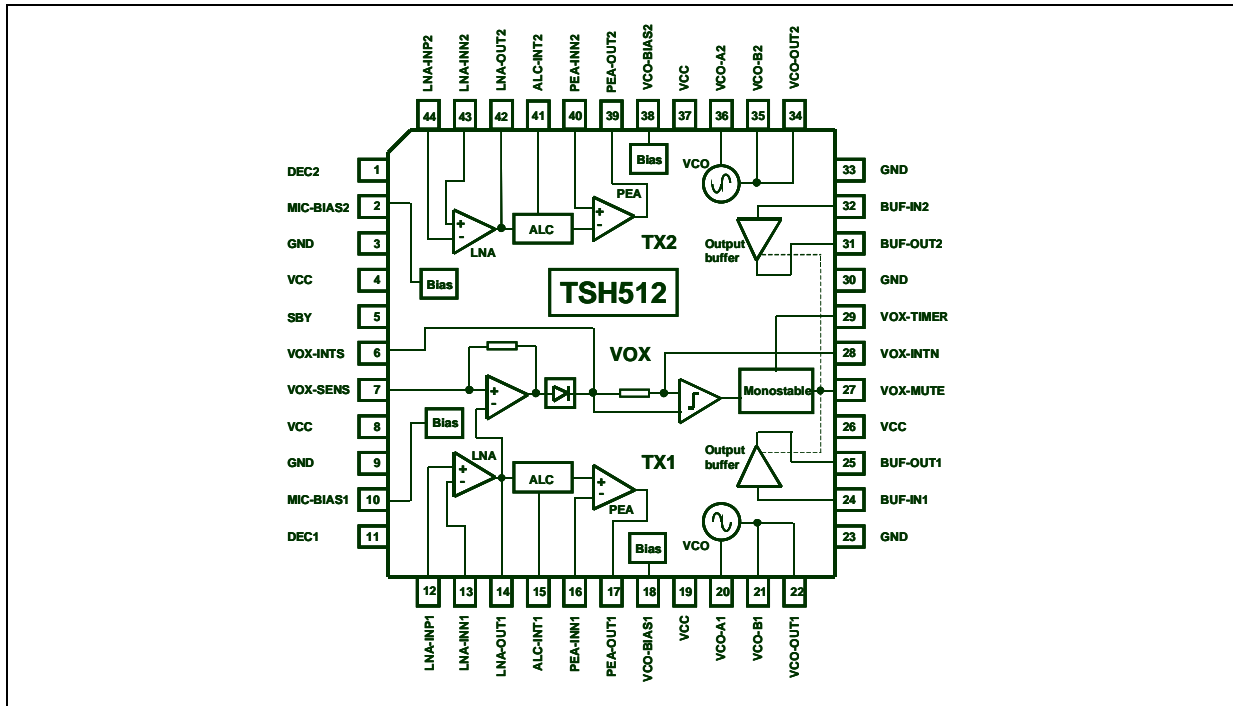 LNA-INP2
LNA-INN2
LNA-OUT2
ALC-INT2
PEA-INN2
PEA-OUT2
VCO-BIAS2
VCC
VCO-A2
VCO-B2
VCO-OUT2
44
43
42
41
40
39
38
37
36
35
34
DEC2
1
MIC-BIAS2
2
GND
3
VCC
4
SBY
5
VOX-INTS
6
VOX-SENS
7
VCC
8
GND
9
MIC-BIAS1
10
DEC1
11
Bias
VCO
PEA
+
-
LNA
ALC
+
-
TX2
Output
buffer
Bias
TSH512
VOX
+
-
Monostable
Bias
LNA
+
-
ALC
+
-
PEA
TX1
Output
buffer
Bias
VCO
33
GND
32
BUF-IN2
31
BUF-OUT2
30
GND
29
VOX-TIMER
28
VOX-INTN
27
VOX-MUTE
26
VCC
25
BUF-OUT1
24
BUF-IN1
23
GND
12
13
14
15
16
17
18
19
20
21
22
LNA-INP1
LNA-INN1
LNA-OUT1
ALC-INT1
PEA-INN1
PEA-OUT1
VCO-BIAS1
VCC
VCO-A1
VCO-B1
VCO-OUT1